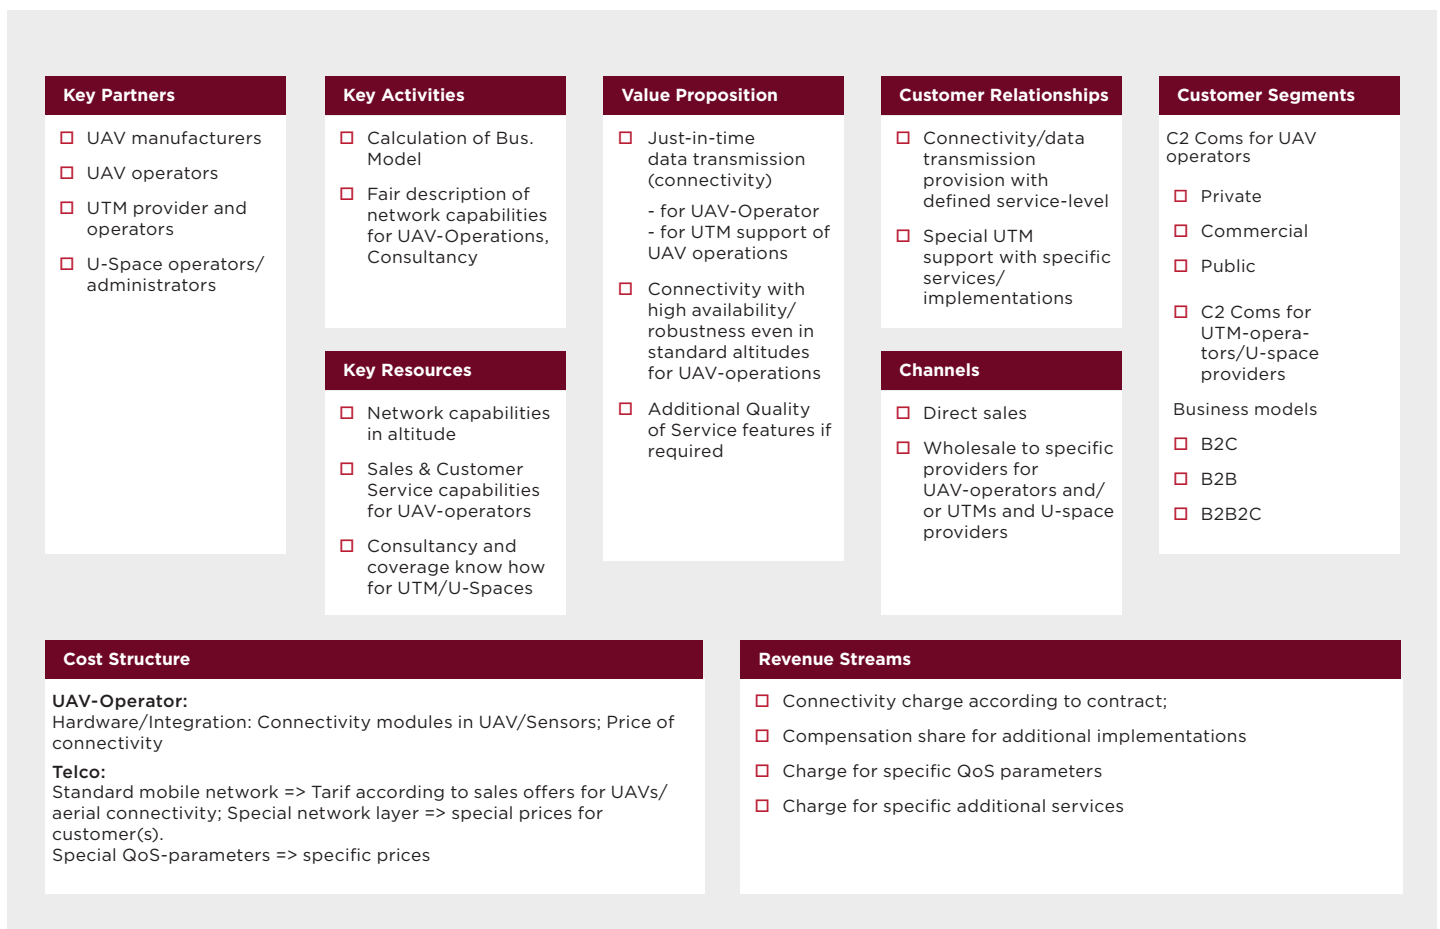 Key Partners
UAV manufacturers
UAV operators
UTM provider and
operators
U-Space operators/
administrators
Key Activities
Calculation of Bus.
Model
Fair description of
network capabilities
for UAV-Operations,
Consultancy
Key Resources
Network capabilities
in altitude
Sales & Customer
Service capabilities
for UAV-operators
Consultancy and
coverage know how
for UTM/U-Spaces
Value Proposition
Just-in-time
data transmission
(connectivity)
- for UAV-Operator
- for UTM support of
UAV operations
Connectivity with
high availability/
robustness even in
standard altitudes
for UAV-operations
Additional Quality
of Service features if
required
Customer Relationships
Connectivity/data
transmission
provision with
defined service-level
Special UTM
support with specific
services/
implementations
Channels
Direct sales
Wholesale to specific
providers for
UAV-operators and/
or UTMs and U-space
providers
Customer Segments
C2 Coms for UAV
operators
Private
Commercial
Public
C2 Coms for
UTM-opera-
tors/U-space
providers
Business models
B2C
B2B
B2B2C
Cost Structure
UAV-Operator:
Hardware/Integration: Connectivity modules in UAV/Sensors; Price of
connectivity
Telco:
Standard mobile network => Tarif according to sales offers for UAVs/
aerial connectivity; Special network layer => special prices for
customer(s).
Special QoS-parameters => specific prices
Revenue Streams
Connectivity charge according to contract;
Compensation share for additional implementations
Charge for specific QoS parameters
Charge for specific additional services